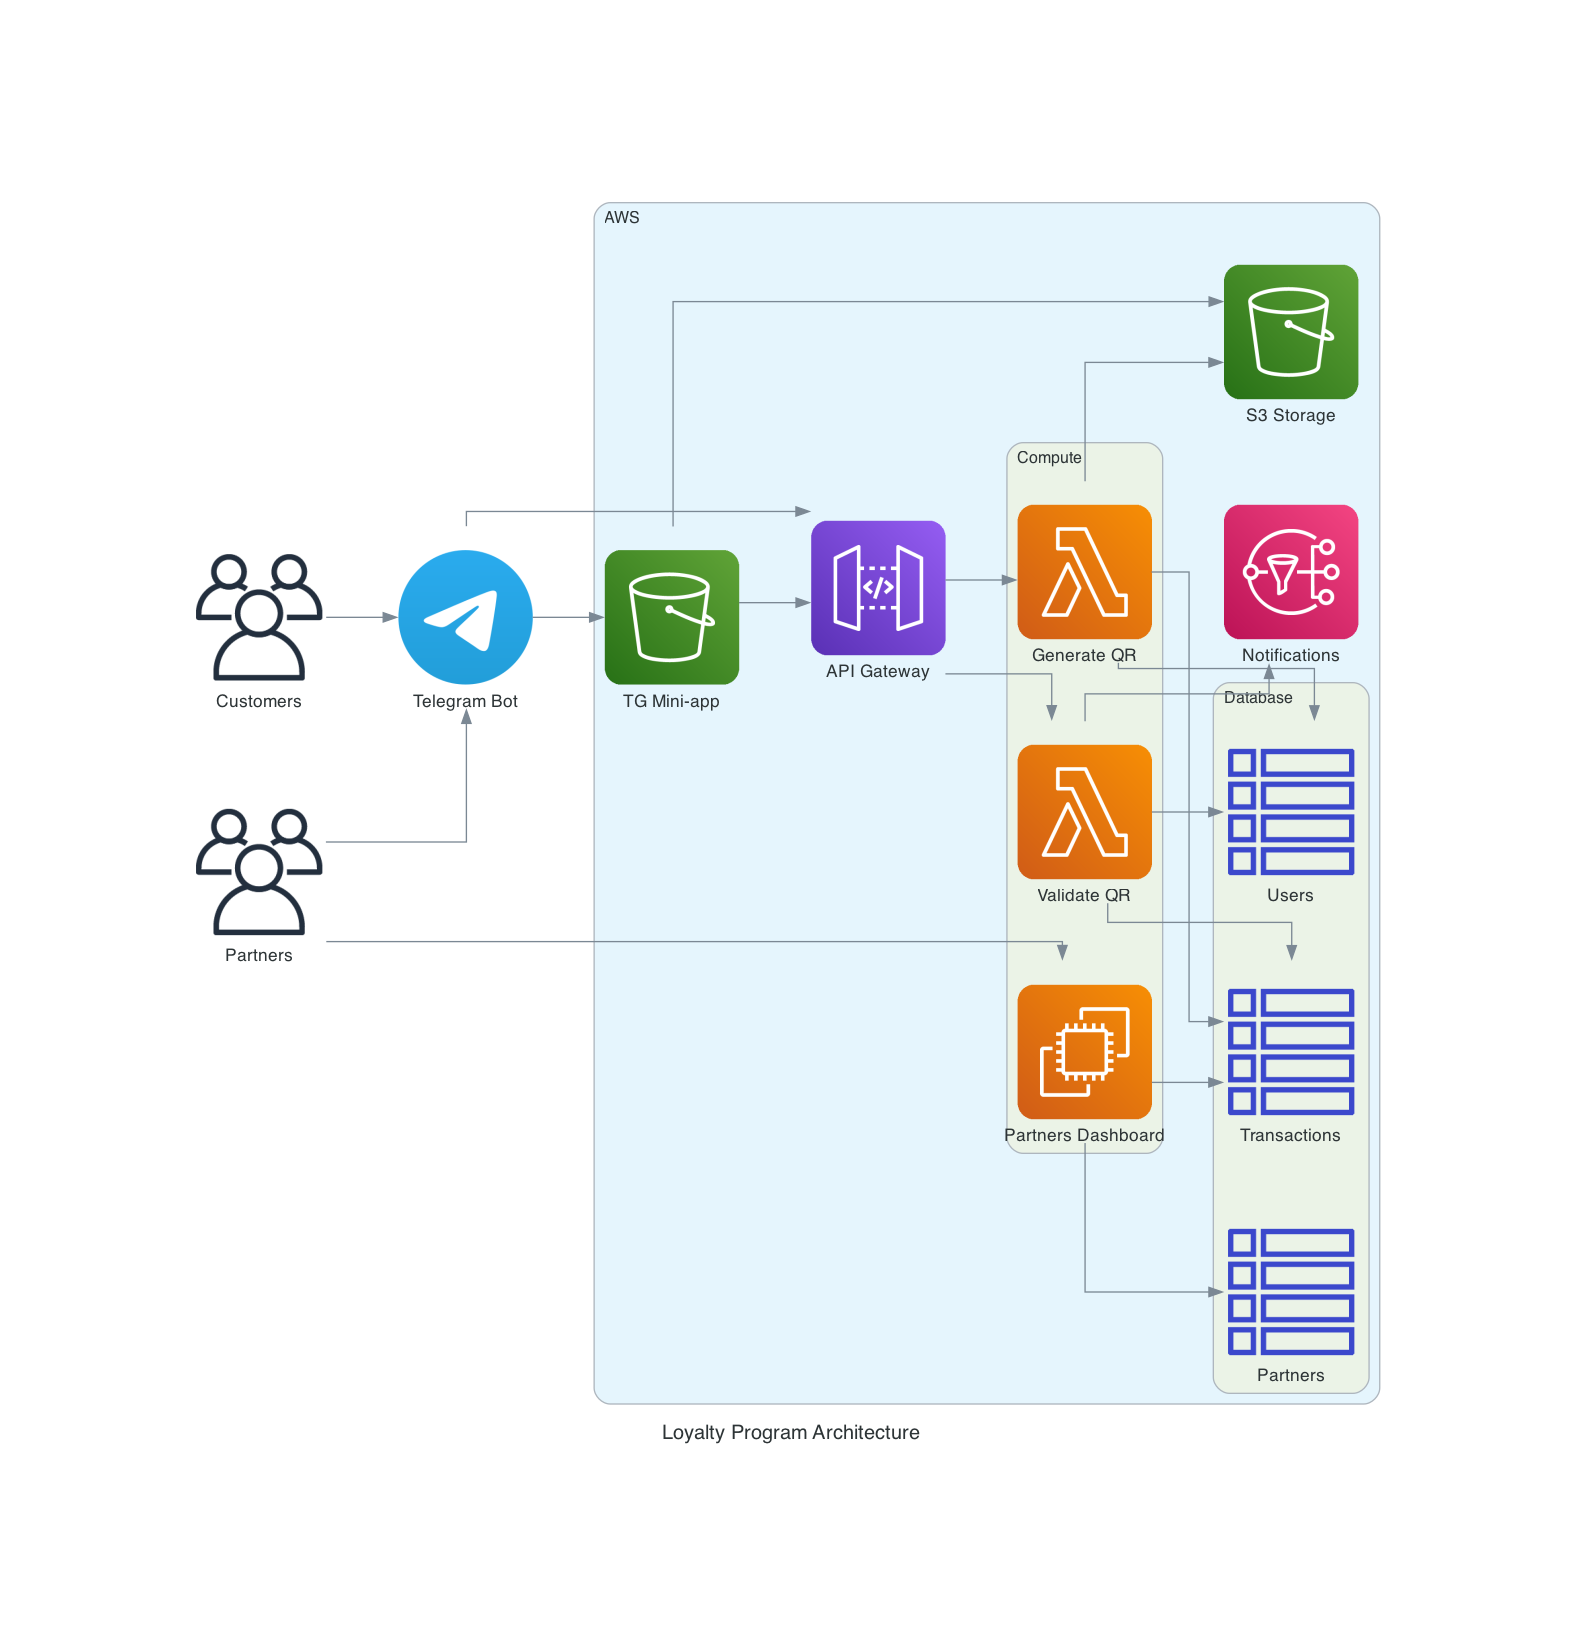 AWS
S3 Storage
Compute
Customers
Telegram Bot
TG Mini-app
API Gateway
Generate QR
Notifications
Database
Partners
Validate QR
Users
Partners Dashboard
Transactions
Partners
Loyalty Program Architecture